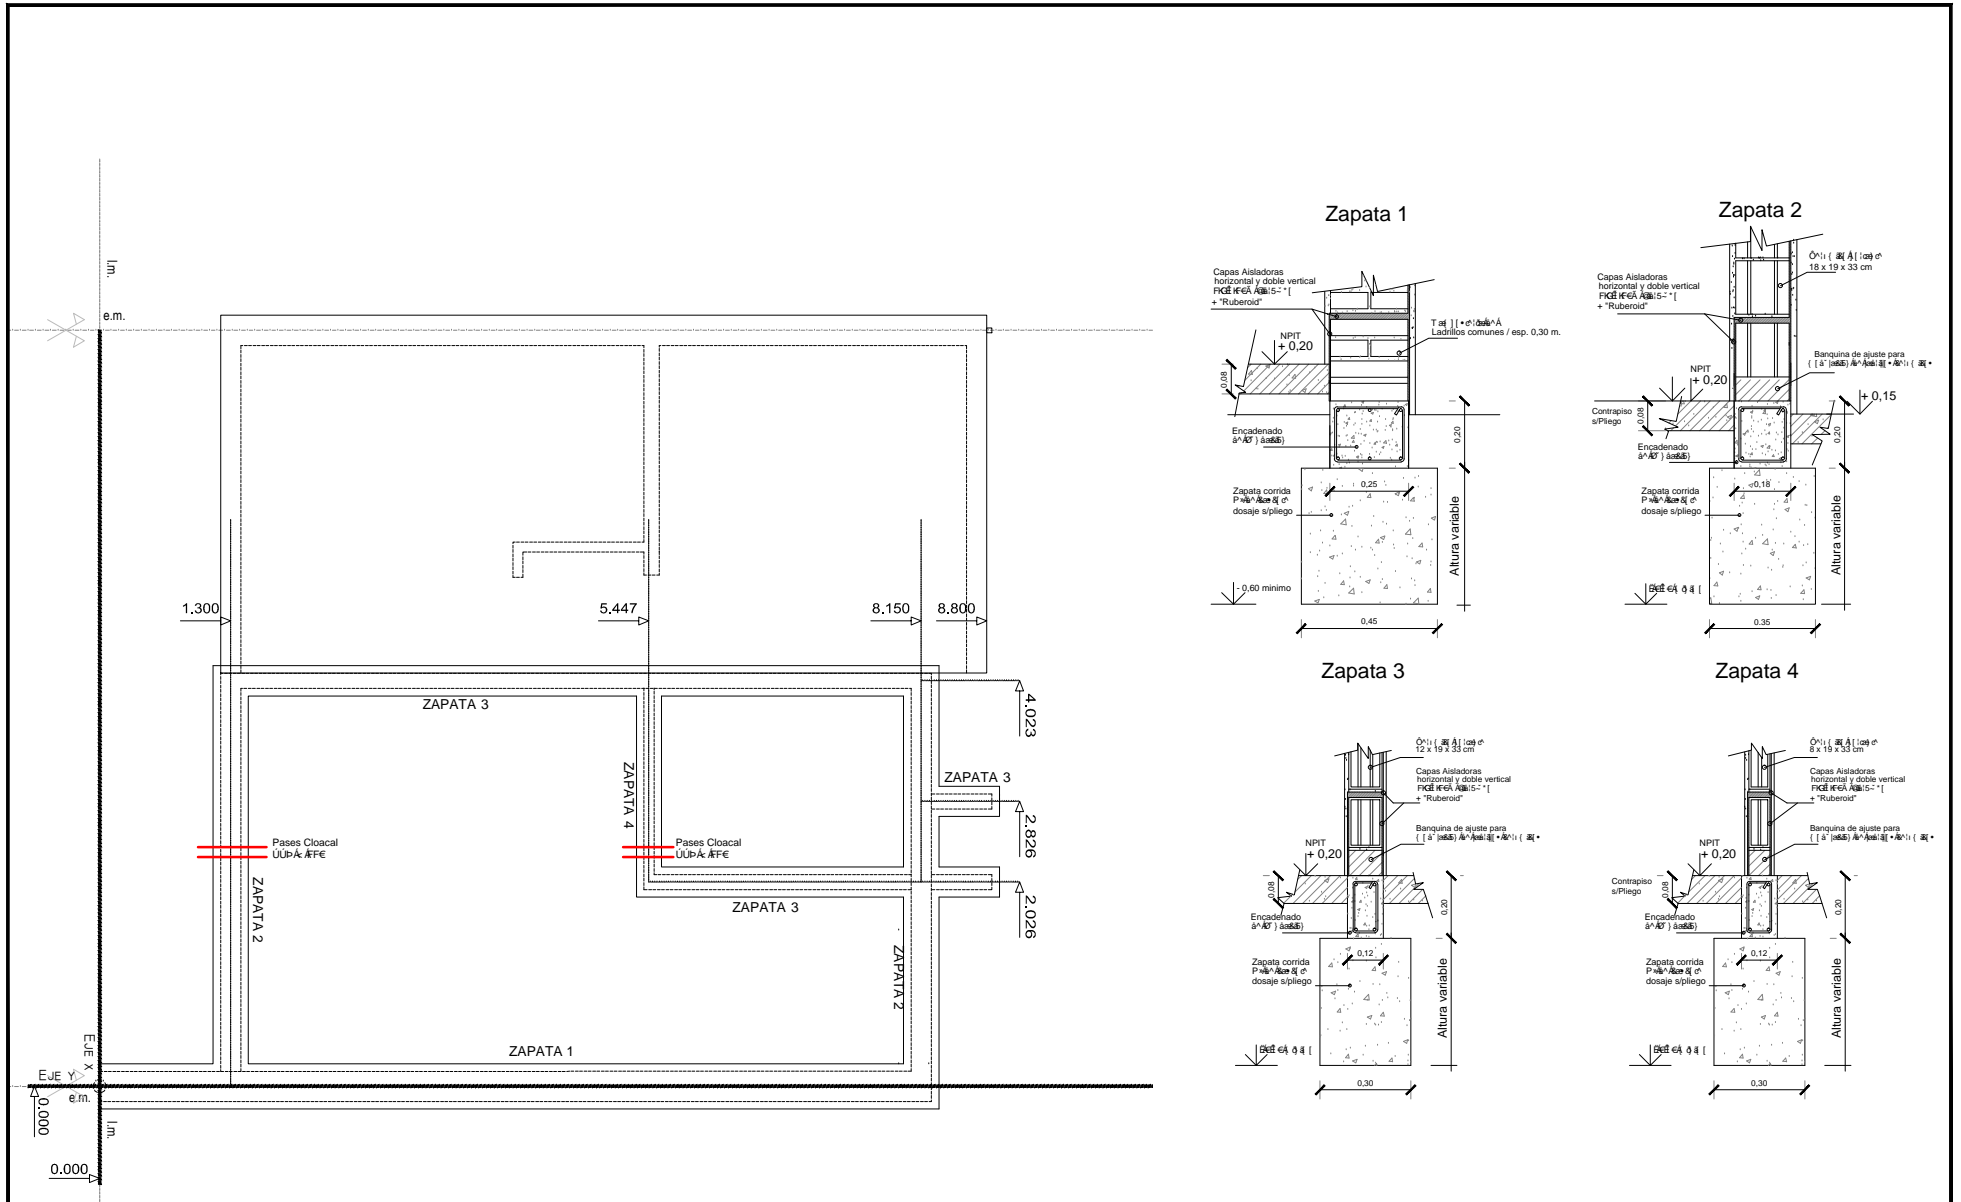 l.m.
e.m.
1.300
5.447
8.150
8.800
ZAPATA 3
4.023
ZAPATA 4
ZAPATA 3
2.826
Pases Cloacal
Pases Cloacal
ZAPATA 2
ZAPATA 3
2.026
ZAPATA 2
ZAPATA 1
EJE X
EJE Y
e.m.
0.000
l.m.
0.000
Zapata 1
Capas Aisladoras
horizontal y doble vertical
+ "Ruberoid"
NPIT
+ 0,20
Ladrillos comunes / esp. 0,30 m.
0,08
Encadenado
0,20
0,25
Zapata corrida
dosaje s/pliego
Altura variable
- 0,60 minimo
0,45
Zapata 2
18 x 19 x 33 cm
Capas Aisladoras
horizontal y doble vertical
+ "Ruberoid"
Banquina de ajuste para
NPIT
+ 0,20
+ 0,15
Contrapiso
s/Pliego
0,08
Encadenado
0,20
0,18
Zapata corrida
dosaje s/pliego
Altura variable
0.35
Zapata 3
12 x 19 x 33 cm
Capas Aisladoras
horizontal y doble vertical
+ "Ruberoid"
Banquina de ajuste para
NPIT
+ 0,20
0,08
Encadenado
0,20
0,12
Zapata corrida
dosaje s/pliego
Altura variable
0,30
Zapata 4
8 x 19 x 33 cm
Capas Aisladoras
horizontal y doble vertical
+ "Ruberoid"
Banquina de ajuste para
NPIT
+ 0,20
Contrapiso
s/Pliego
0,08
Encadenado
0,20
0,12
Zapata corrida
dosaje s/pliego
Altura variable
0,30